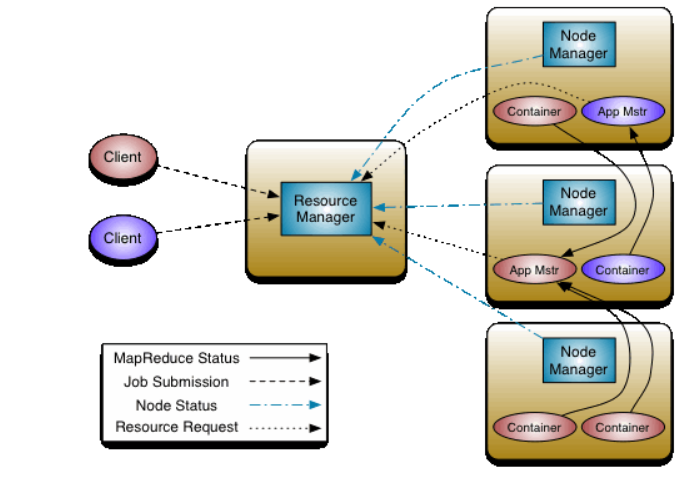 Node
Manager
Container
App Mstr
Client
Resource
Manager
Node
Manager
Client
App Mstr
Container
MapReduce Status
Job Submission
Node Status
Resource Request
Node
Manager
Container
Container